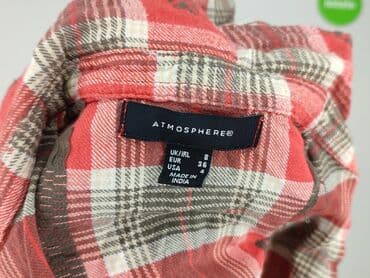 ATMOSPHERE®
UK/IRL 8
EUR 36
USA 4
MADE IN
INDIA